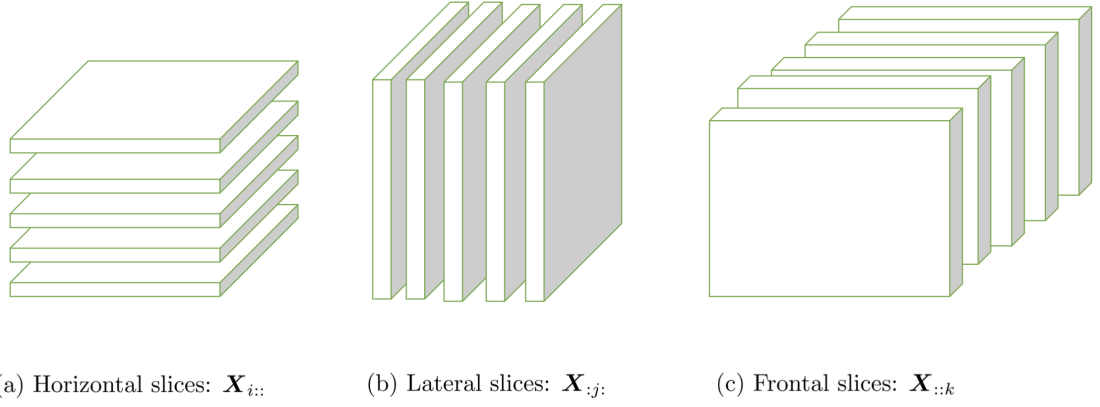 (a) Horizontal slices: X_{i::}
(b) Lateral slices: X_{:j:}
(c) Frontal slices: X_{::k}